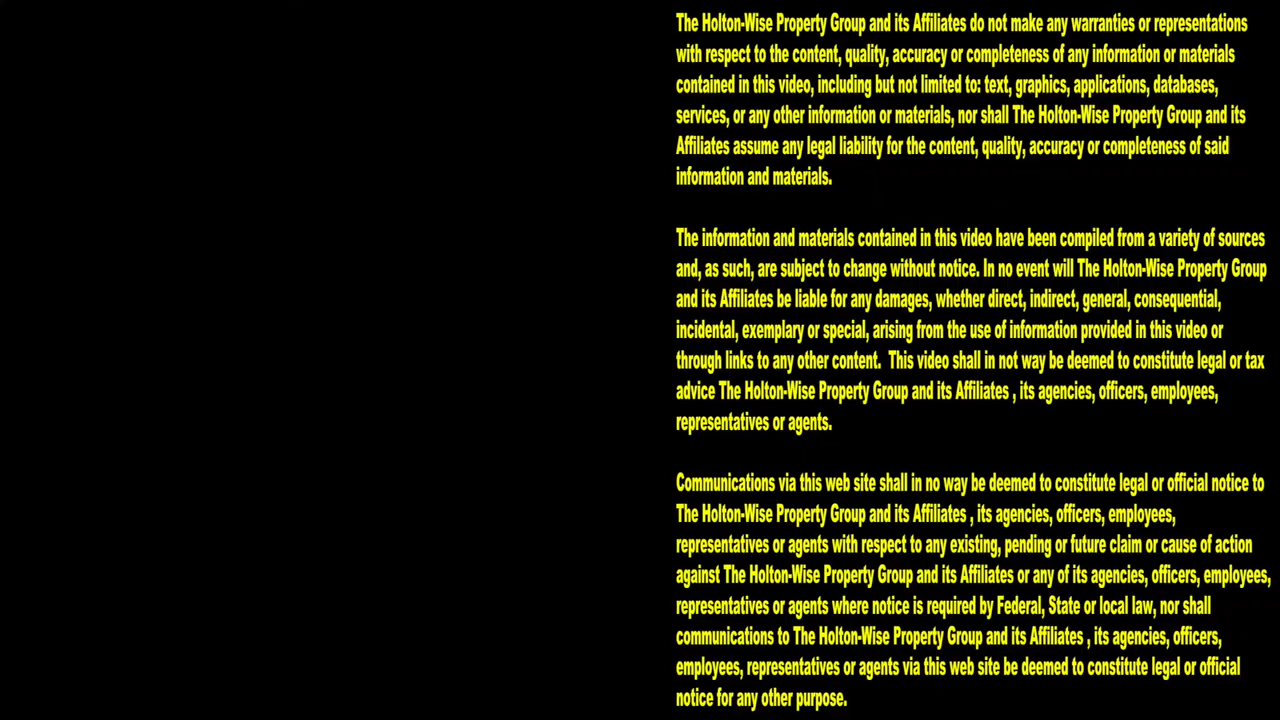 The Holton-Wise Property Group and its Affiliates do not make any warranties or representations
with respect to the content, quality, accuracy or completeness of any information or materials
contained in this video, including but not limited to: text, graphics, applications, databases,
services, or any other information or materials, nor shall The Holton-Wise Property Group and its
Affiliates assume any legal liability for the content, quality, accuracy or completeness of said
information and materials.
The information and materials contained in this video have been compiled from a variety of sources
and, as such, are subject to change without notice. In no event will The Holton-Wise Property Group
and its Affiliates be liable for any damages, whether direct, indirect, general, consequential,
incidental, exemplary or special, arising from the use of information provided in this video or
through links to any other content.  This video shall in not way be deemed to constitute legal or tax
advice The Holton-Wise Property Group and its Affiliates , its agencies, officers, employees,
representatives or agents.
Communications via this web site shall in no way be deemed to constitute legal or official notice to
The Holton-Wise Property Group and its Affiliates , its agencies, officers, employees,
representatives or agents with respect to any existing, pending or future claim or cause of action
against The Holton-Wise Property Group and its Affiliates or any of its agencies, officers, employees,
representatives or agents where notice is required by Federal, State or local law, nor shall
communications to The Holton-Wise Property Group and its Affiliates , its agencies, officers,
employees, representatives or agents via this web site be deemed to constitute legal or official
notice for any other purpose.